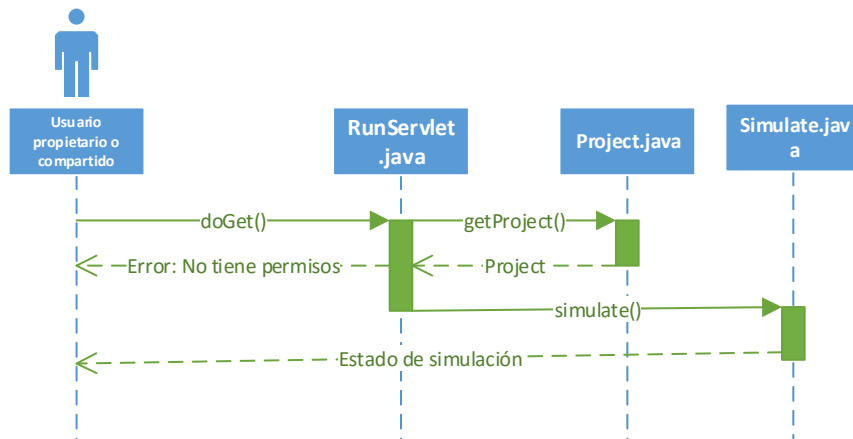 Usuario
propietario o
compartido
RunServlet
.java
Project.java
Simulate.jav
a
doGet()
getProject()
Error: No tiene permisos
Project
simulate()
Estado de simulación